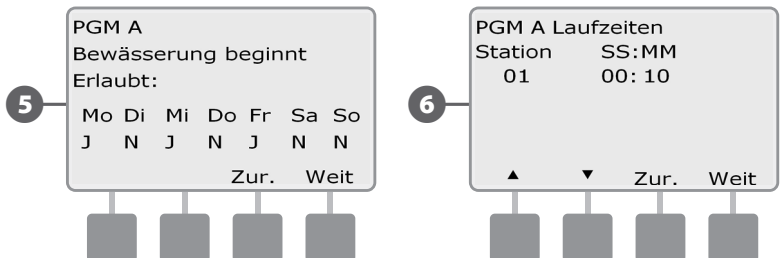 5
PGM A
Bewässerung beginnt
Erlaubt:
Mo Di Mi Do Fr Sa So
J N J N J N N
Zur. Weit
6
PGM A Laufzeiten
Station SS:MM
01 00: 10
▲ ▼ Zur. Weit